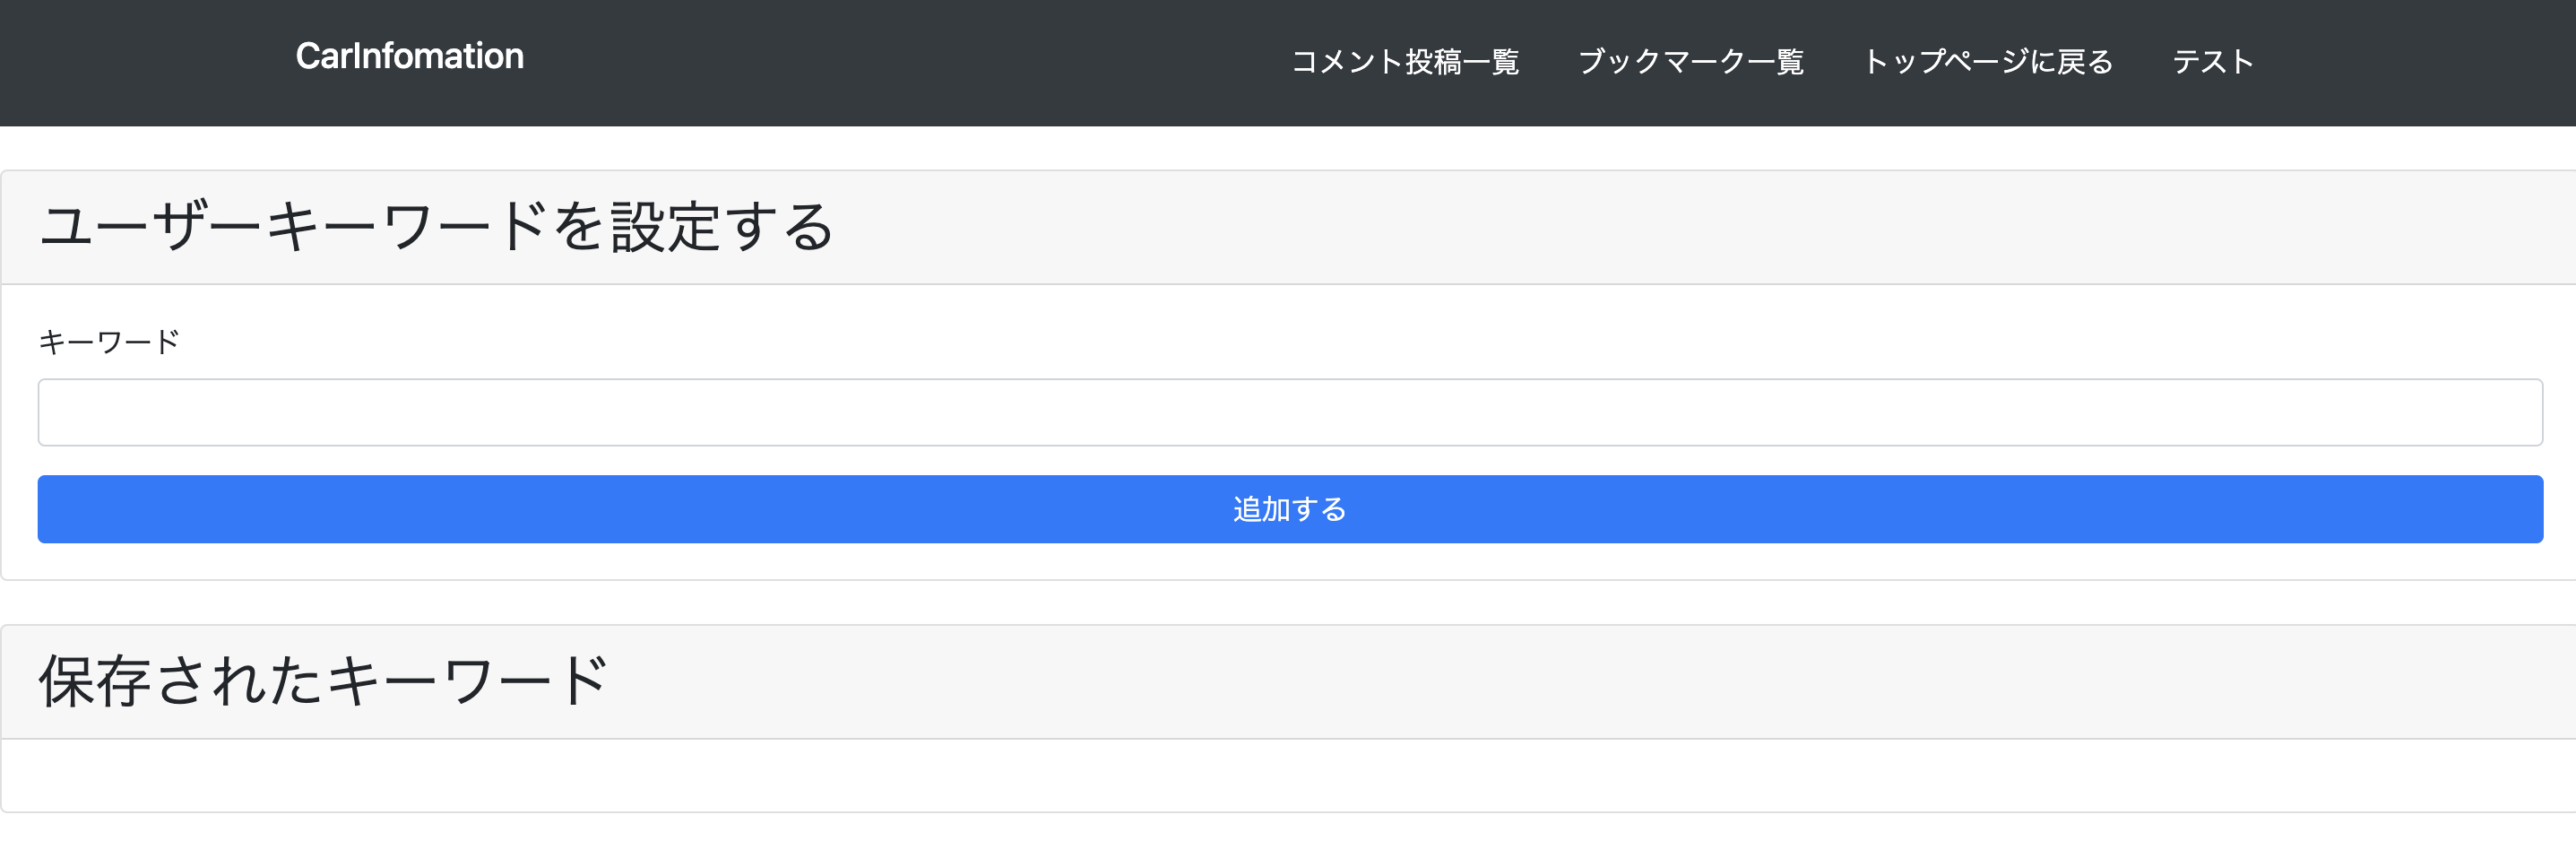 CarInfomation
コメント投稿一覧 ブックマーク一覧 トップページに戻る テスト
ユーザーキーワードを設定する
キーワード
追加する
保存されたキーワード